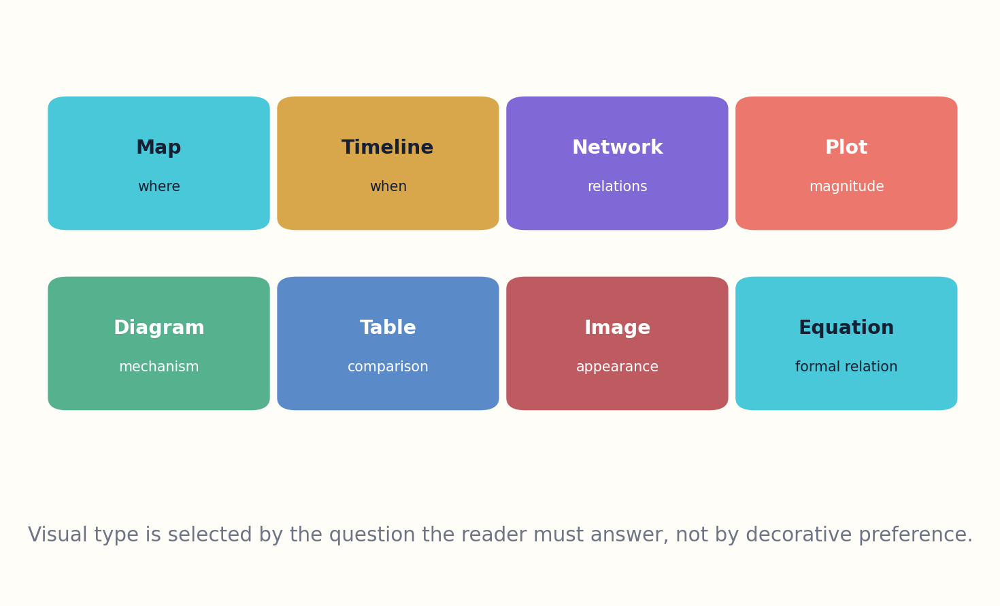 Map
where
Timeline
when
Network
relations
Plot
magnitude
Diagram
mechanism
Table
comparison
Image
appearance
Equation
formal relation
Visual type is selected by the question the reader must answer, not by decorative preference.